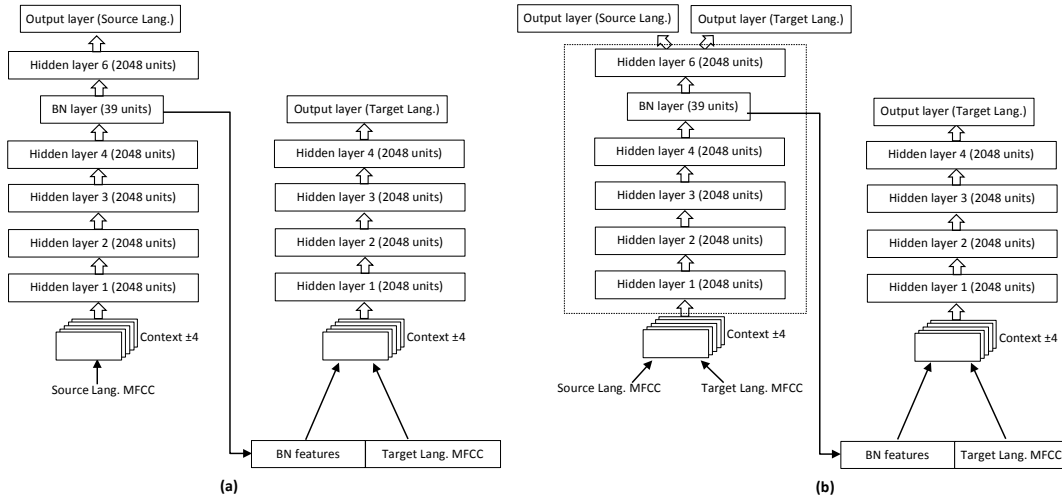 Output layer (Source Lang.)
Hidden layer 6 (2048 units)
BN layer (39 units)
Hidden layer 4 (2048 units)
Hidden layer 3 (2048 units)
Hidden layer 2 (2048 units)
Hidden layer 1 (2048 units)
Context ±4
Source Lang. MFCC
Output layer (Target Lang.)
Hidden layer 4 (2048 units)
Hidden layer 3 (2048 units)
Hidden layer 2 (2048 units)
Hidden layer 1 (2048 units)
Context ±4
BN features
Target Lang. MFCC
(a)
Output layer (Source Lang.)
Output layer (Target Lang.)
Hidden layer 6 (2048 units)
BN layer (39 units)
Hidden layer 4 (2048 units)
Hidden layer 3 (2048 units)
Hidden layer 2 (2048 units)
Hidden layer 1 (2048 units)
Context ±4
Source Lang. MFCC
Target Lang. MFCC
Output layer (Target Lang.)
Hidden layer 4 (2048 units)
Hidden layer 3 (2048 units)
Hidden layer 2 (2048 units)
Hidden layer 1 (2048 units)
Context ±4
BN features
Target Lang. MFCC
(b)